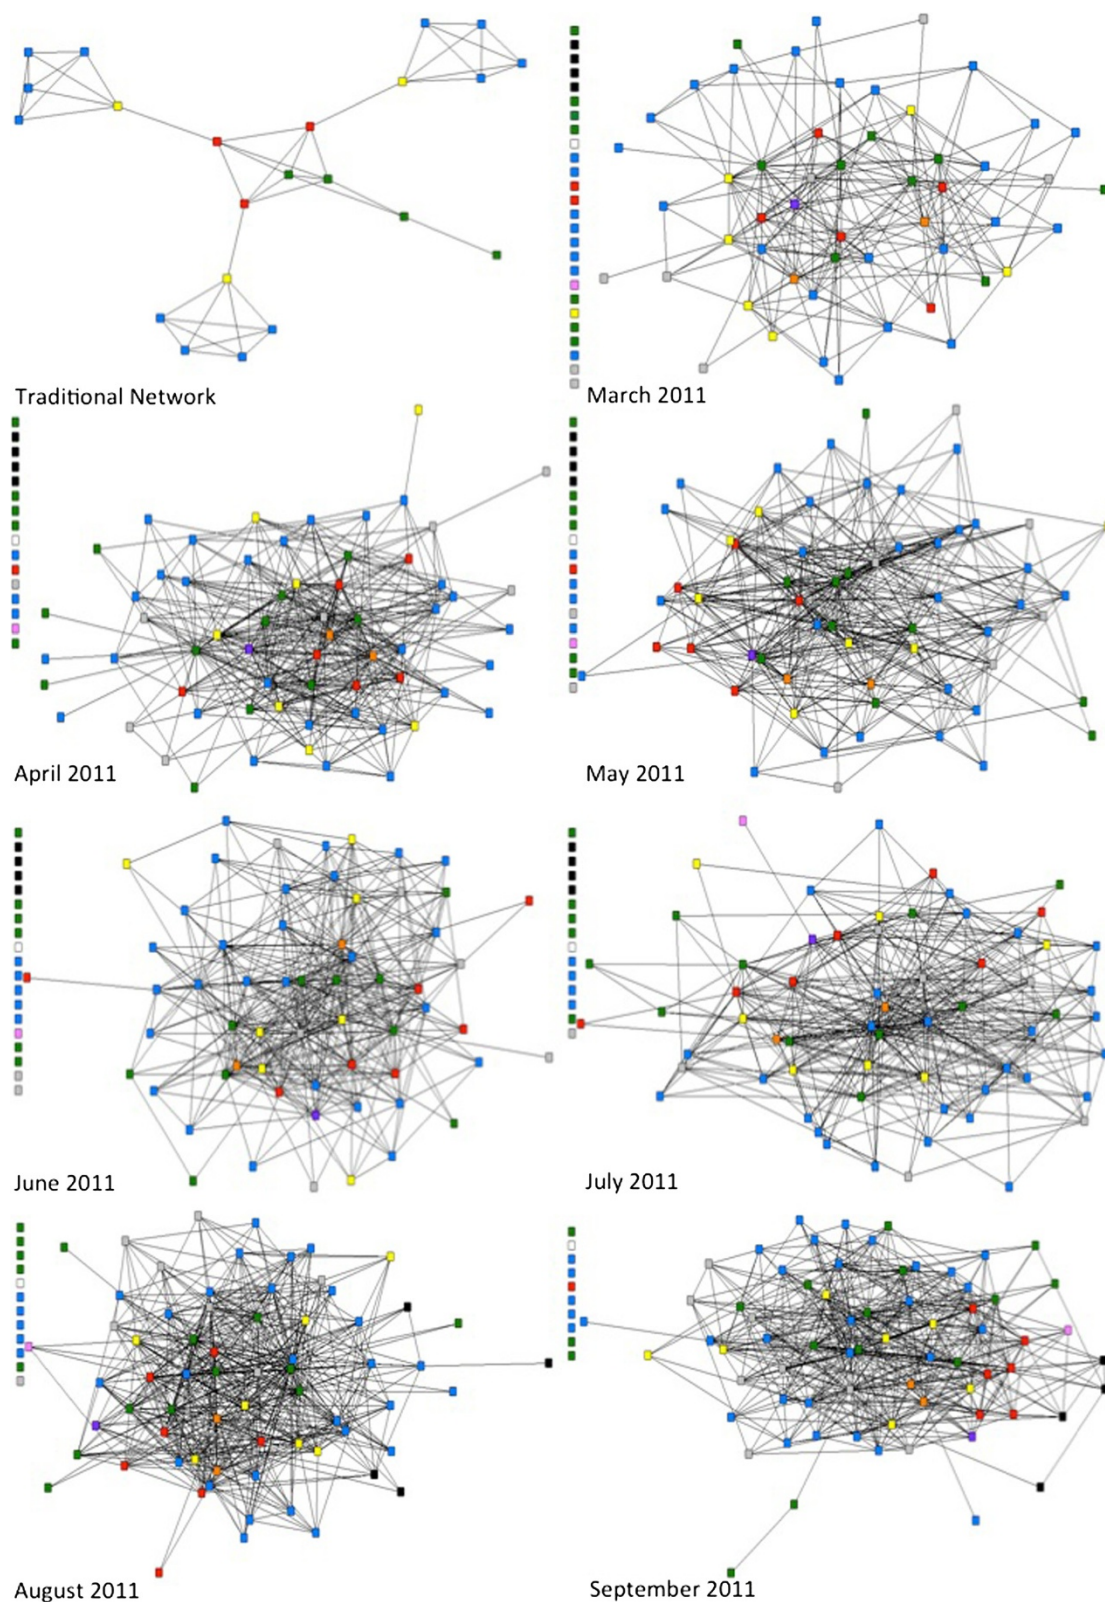 Traditional Network
March 2011
April 2011
May 2011
June 2011
July 2011
August 2011
September 2011